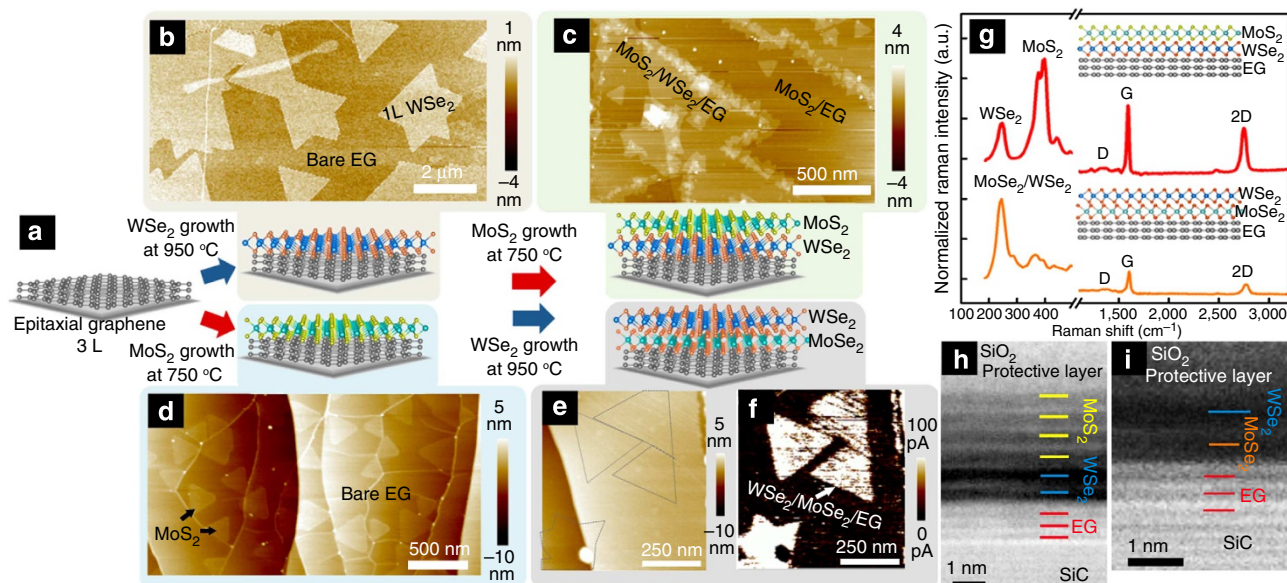 b
1L WSe2
Bare EG
2 μm
1
nm
–4
nm
c
MoS2/WSe2/EG
MoS2/EG
500 nm
4
nm
–4
nm
g
Normalized raman intensity (a.u.)
WSe2
MoS2
D
G
2D
MoS2
WSe2
EG
MoSe2/WSe2
D
G
2D
WSe2
MoSe2
EG
100 200 400 1,500 2,000 2,500 3,000
Raman shift (cm–1)
a
Epitaxial graphene
3 L
WSe2 growth
at 950 °C
MoS2 growth
at 750 °C
MoS2 growth
at 750 °C
WSe2 growth
at 950 °C
MoS2
WSe2
WSe2
MoSe2
d
MoS2
Bare EG
500 nm
5
nm
–10
nm
e
250 nm
5
nm
–10
nm
f
WSe2/MoSe2/EG
250 nm
100
pA
0
pA
h
SiO2
Protective layer
MoS2
WSe2
EG
1 nm
SiC
i
SiO2
Protective layer
WSe2
MoSe2
EG
1 nm
SiC